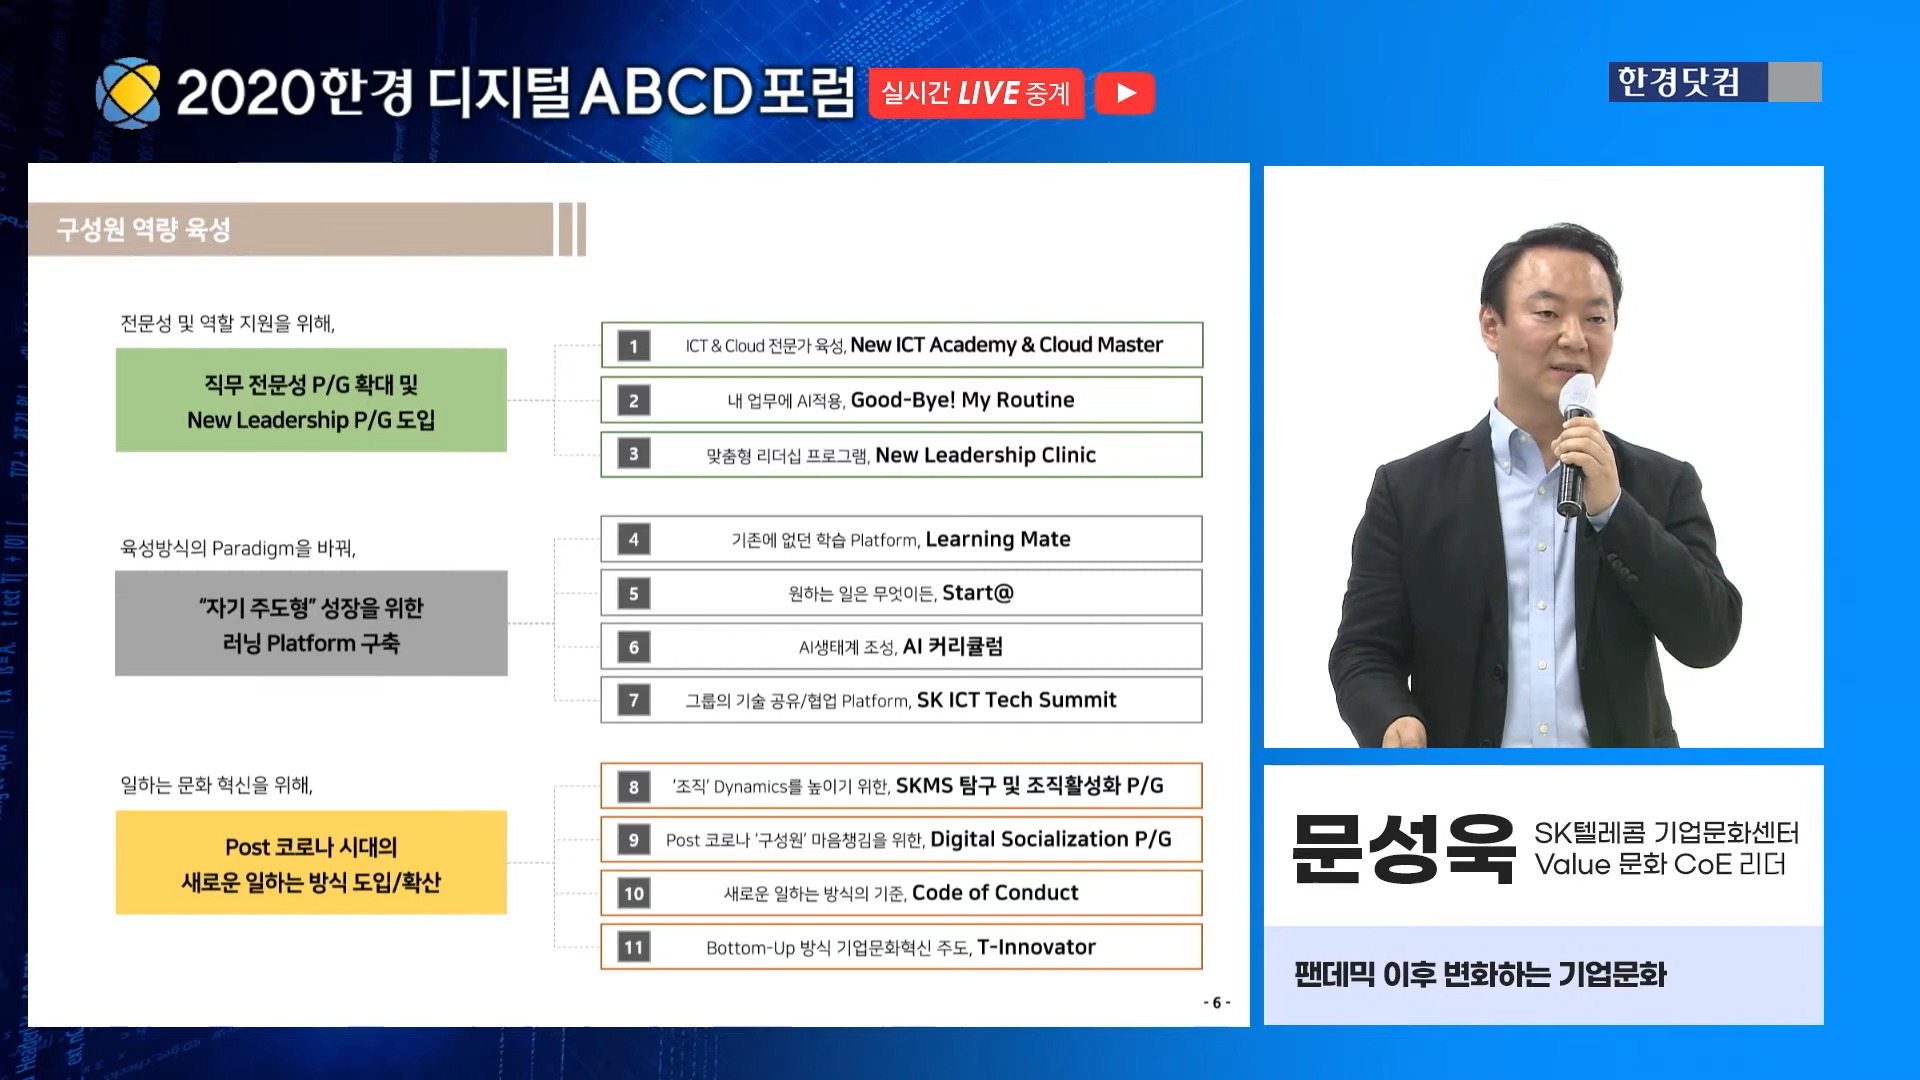 2020한경 디지털 ABCD 포럼
실시간 LIVE 중계
한경닷컴
구성원 역량 육성
전문성 및 역할 지원을 위해,
직무 전문성 P/G 확대 및
New Leadership P/G 도입
1 ICT & Cloud 전문가 육성, New ICT Academy & Cloud Master
2 내 업무에 AI적용, Good-Bye! My Routine
3 맞춤형 리더십 프로그램, New Leadership Clinic
육성방식의 Paradigm을 바꿔,
“자기 주도형” 성장을 위한
러닝 Platform 구축
4 기존에 없던 학습 Platform, Learning Mate
5 원하는 일은 무엇이든, Start@
6 AI생태계 조성, AI 커리큘럼
7 그룹의 기술 공유/협업 Platform, SK ICT Tech Summit
일하는 문화 혁신을 위해,
Post 코로나 시대의
새로운 일하는 방식 도입/확산
8 ‘조직’ Dynamics를 높이기 위한, SKMS 탐구 및 조직활성화 P/G
9 Post 코로나 ‘구성원’ 마음챙김을 위한, Digital Socialization P/G
10 새로운 일하는 방식의 기준, Code of Conduct
11 Bottom-Up 방식 기업문화혁신 주도, T-Innovator
- 6 -
문성욱
SK텔레콤 기업문화센터
Value 문화 CoE 리더
팬데믹 이후 변화하는 기업문화